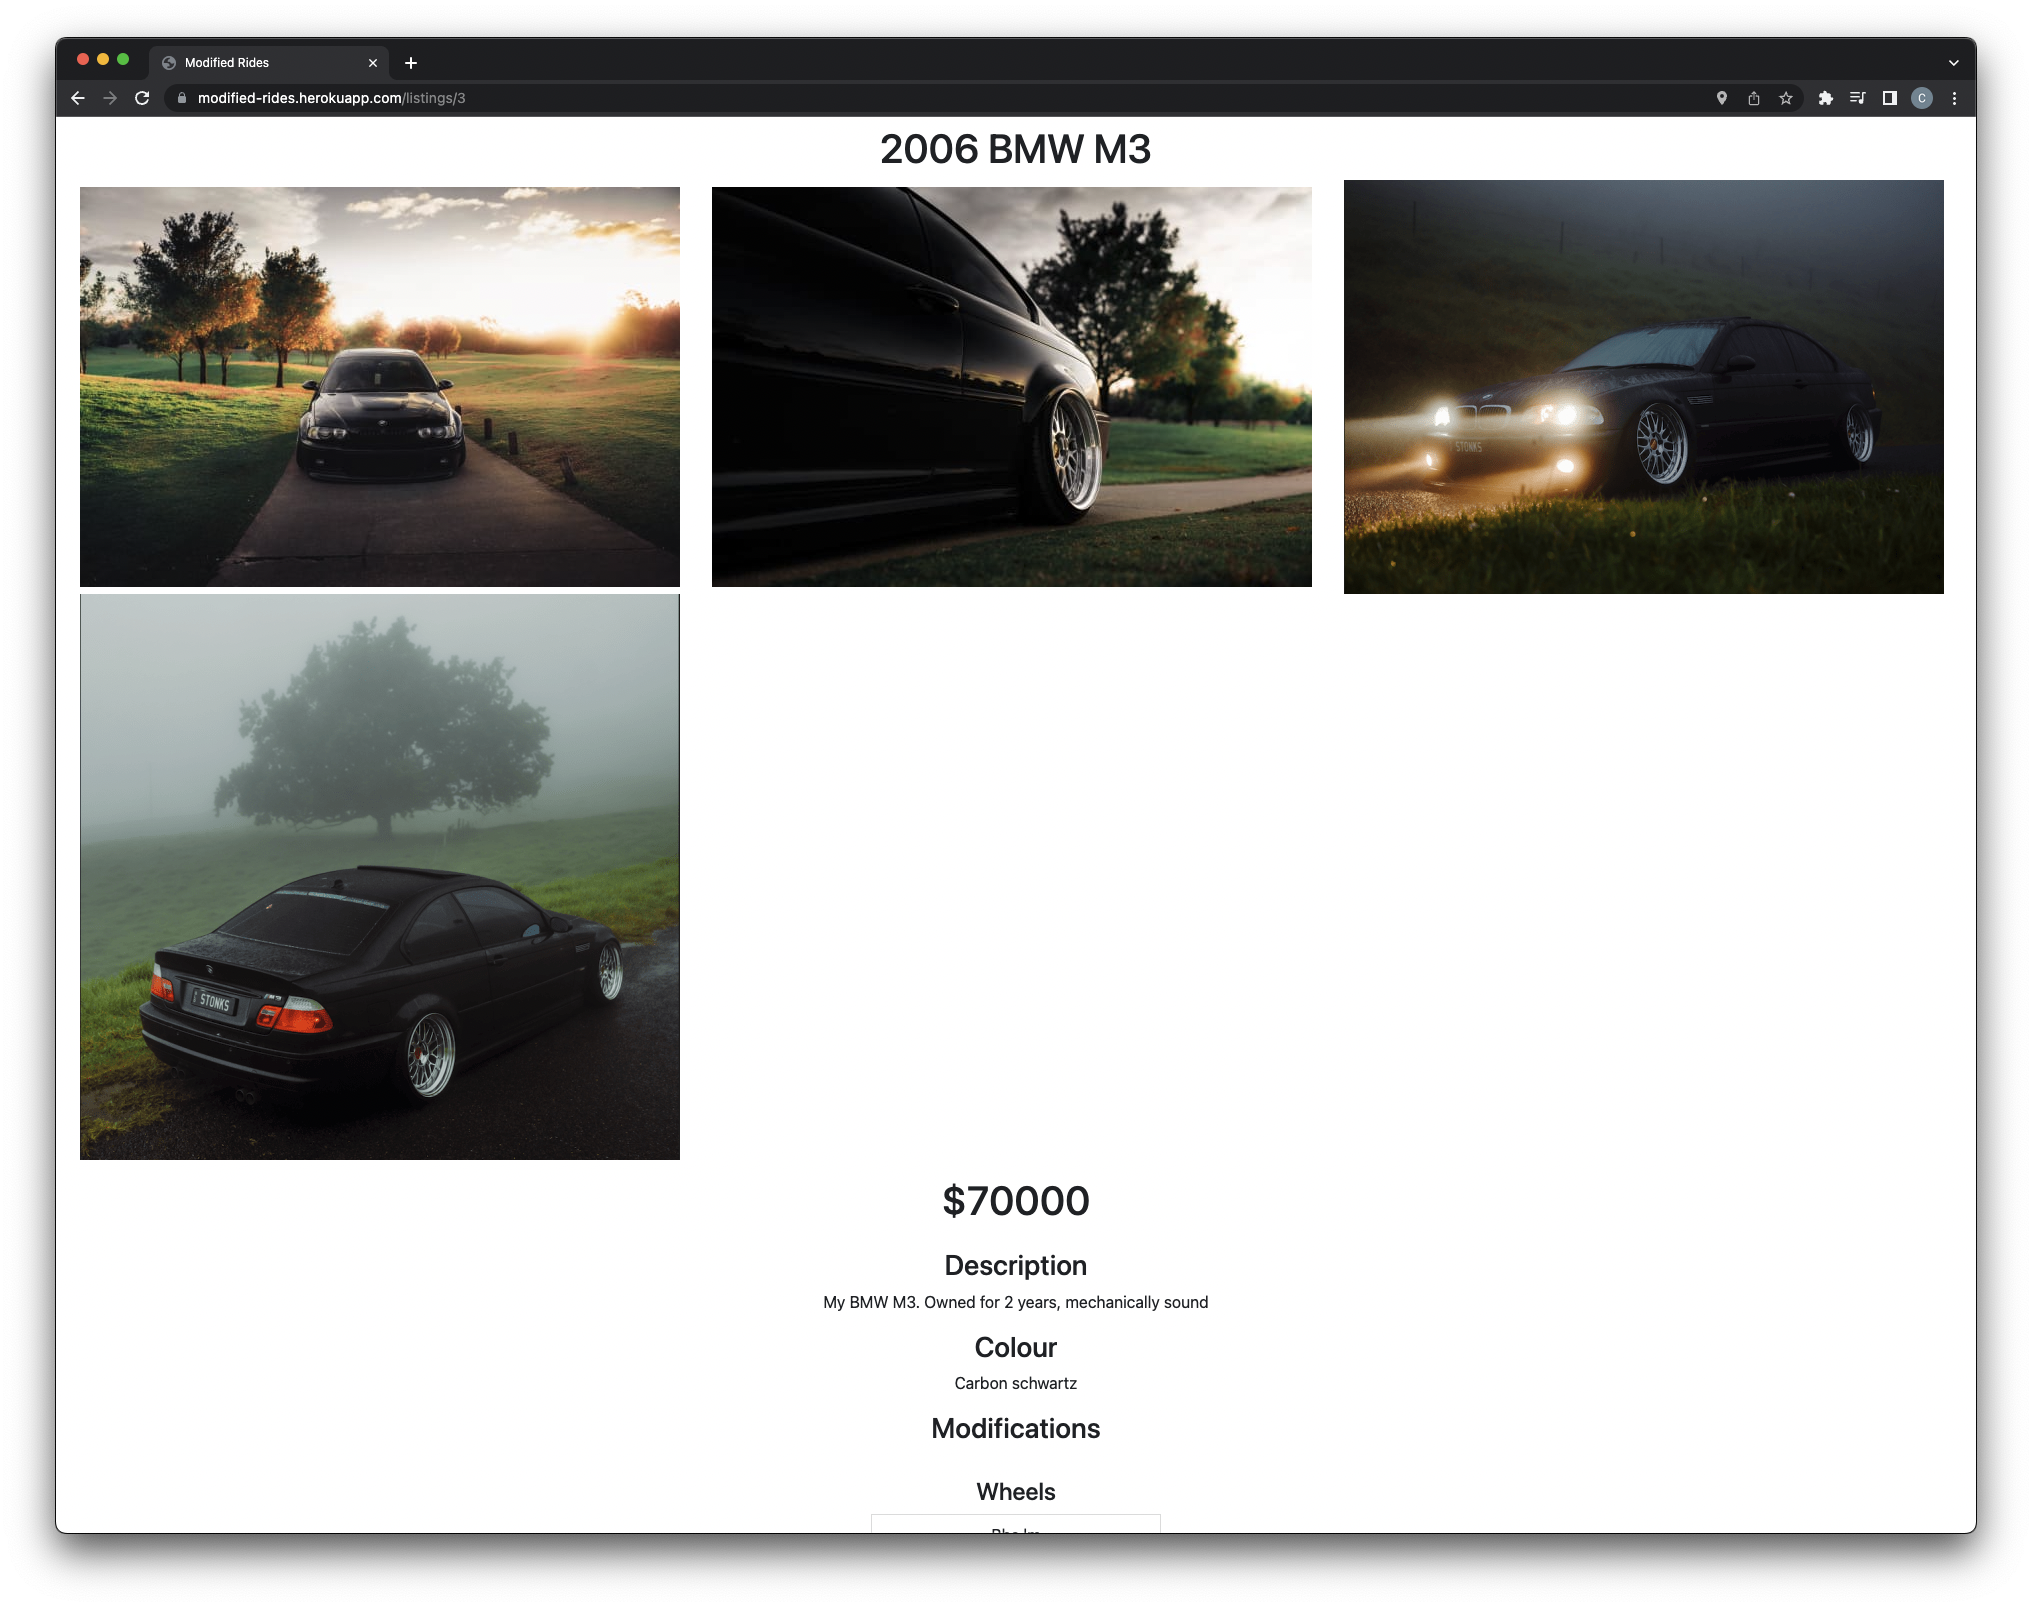 Modified Rides
modified-rides.herokuapp.com/listings/3
C
2006 BMW M3
STONKS
STONKS
$70000
Description
My BMW M3. Owned for 2 years, mechanically sound
Colour
Carbon schwartz
Modifications
Wheels